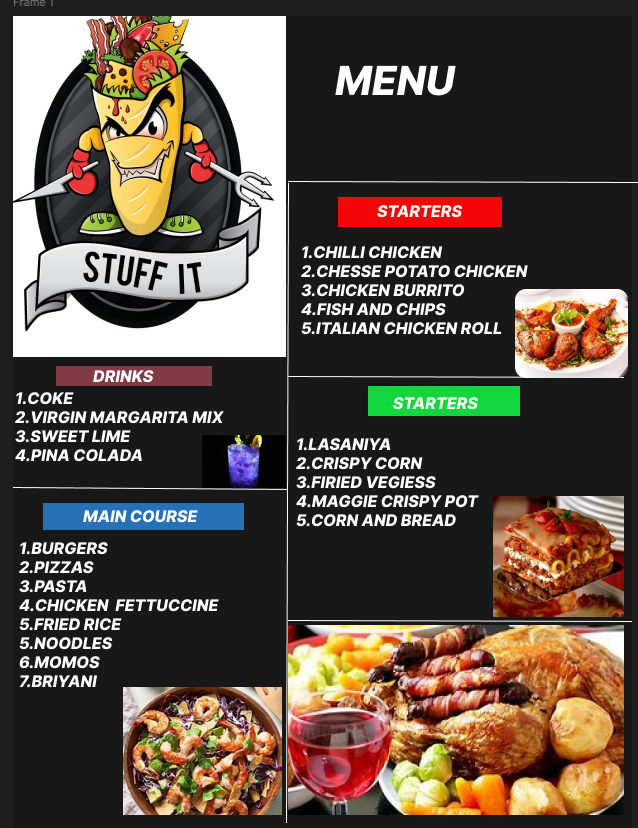 Frame 1
MENU
STUFF IT
STARTERS
1.CHILLI CHICKEN
2.CHESSE POTATO CHICKEN
3.CHICKEN BURRITO
4.FISH AND CHIPS
5.ITALIAN CHICKEN ROLL
DRINKS
1.COKE
2.VIRGIN MARGARITA MIX
3.SWEET LIME
4.PINA COLADA
STARTERS
1.LASANIYA
2.CRISPY CORN
3.FIRIED VEGIESS
4.MAGGIE CRISPY POT
5.CORN AND BREAD
MAIN COURSE
1.BURGERS
2.PIZZAS
3.PASTA
4.CHICKEN  FETTUCCINE
5.FRIED RICE
5.NOODLES
6.MOMOS
7.BRIYANI